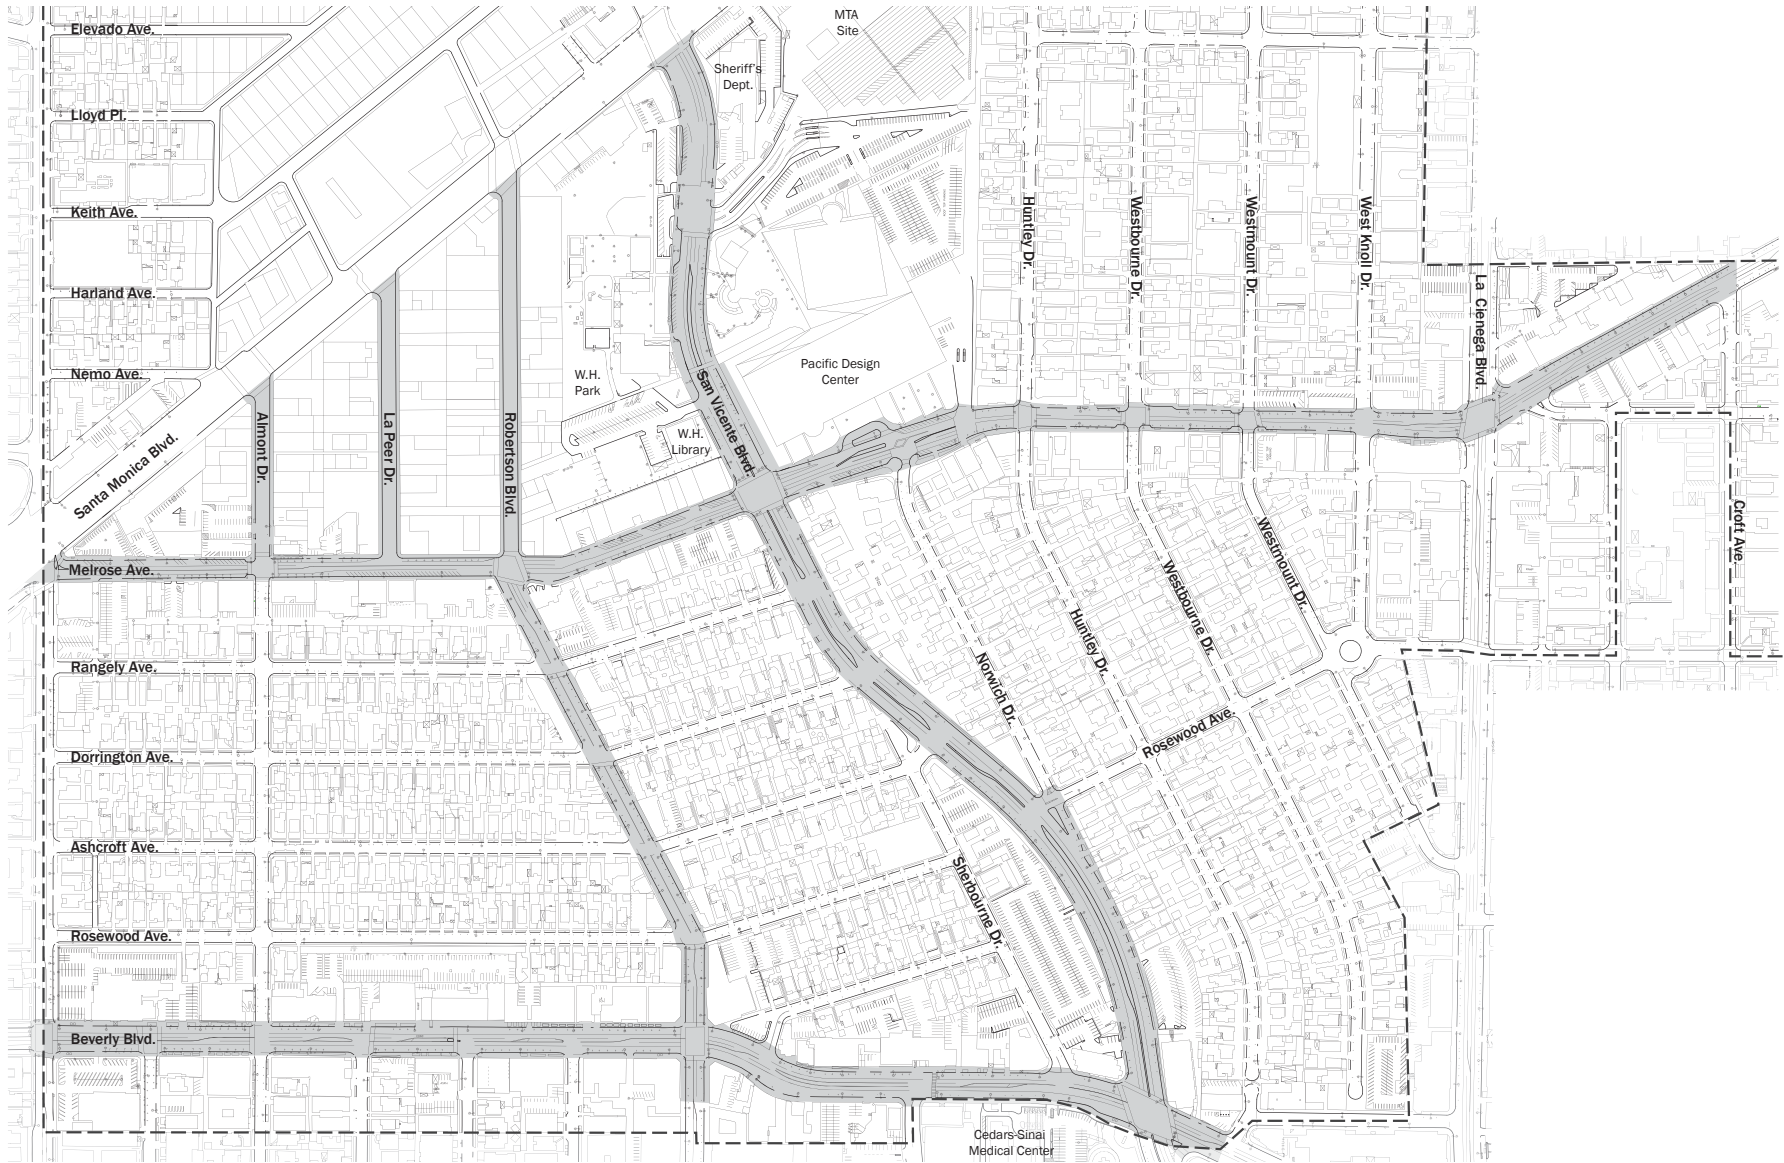 Elevado Ave.
MTA
Site
Sheriff's
Dept.
Lloyd Pl.
Keith Ave.
Huntley Dr.
Westbourne Dr.
Westmount Dr.
West Knoll Dr.
Harland Ave.
La Cienega Blvd.
Nemo Ave.
W.H.
Park
San Vicente Blvd.
Pacific Design
Center
Santa Monica Blvd.
Almont Dr.
La Peer Dr.
Robertson Blvd.
W.H.
Library
Croft Ave.
Melrose Ave.
Westmount Dr.
Westbourne Dr.
Huntley Dr.
Norwich Dr.
Rangely Ave.
Rosewood Ave.
Dorrington Ave.
Ashcroft Ave.
Sherbourne Dr.
Rosewood Ave.
Beverly Blvd.
Cedars-Sinai
Medical Center